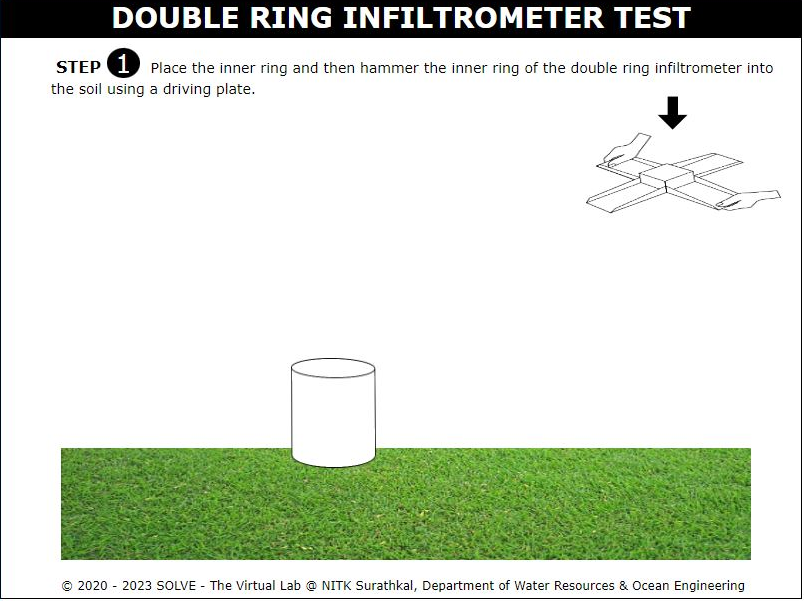 DOUBLE RING INFILTROMETER TEST
STEP 1 Place the inner ring and then hammer the inner ring of the double ring infiltrometer into
the soil using a driving plate.
© 2020 - 2023 SOLVE - The Virtual Lab @ NITK Surathkal, Department of Water Resources & Ocean Engineering